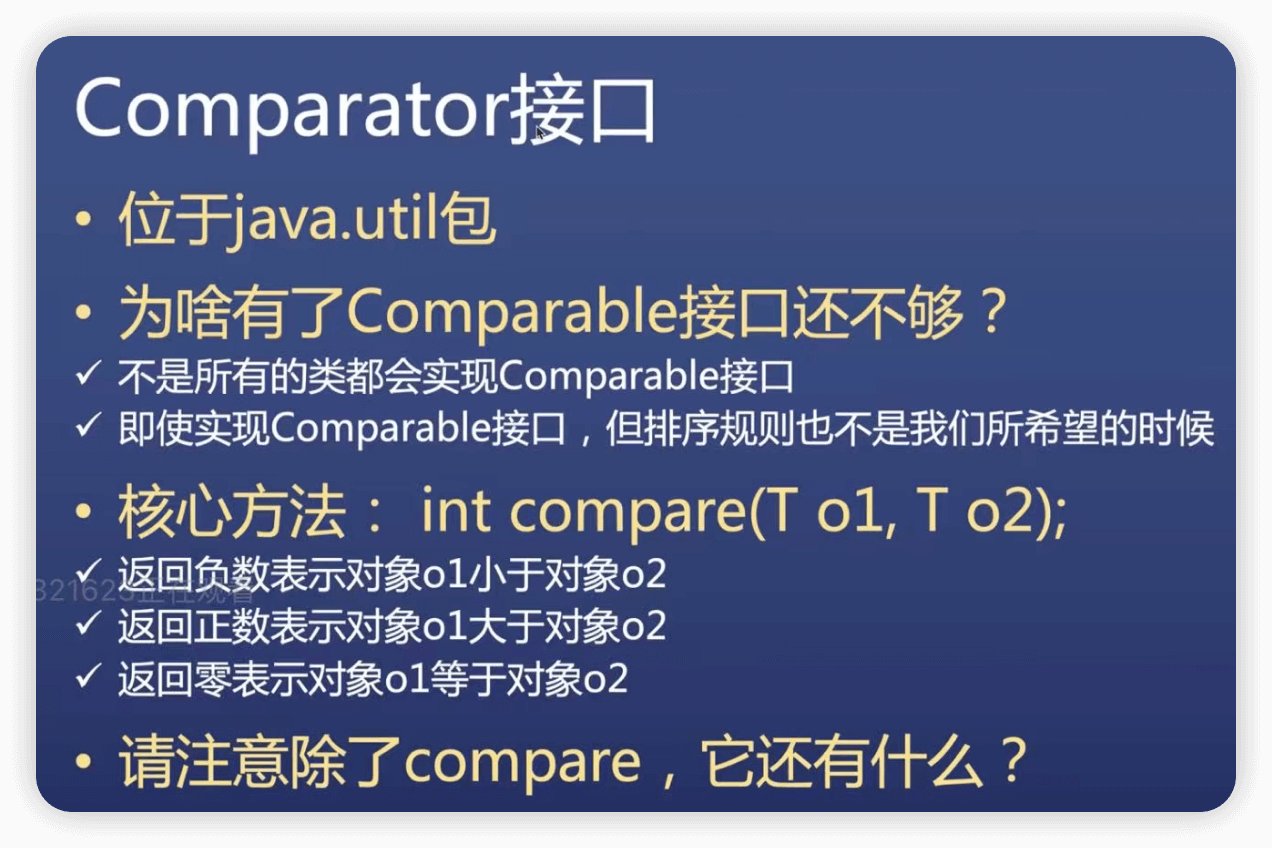 Comparator接口
• 位于java.util包
• 为啥有了Comparable接口还不够？
✓ 不是所有的类都会实现Comparable接口
✓ 即使实现Comparable接口，但排序规则也不是我们所希望的时候
• 核心方法： int compare(T o1, T o2);
✓ 返回负数表示对象o1小于对象o2
321623正在观看
✓ 返回正数表示对象o1大于对象o2
✓ 返回零表示对象o1等于对象o2
• 请注意除了compare，它还有什么？